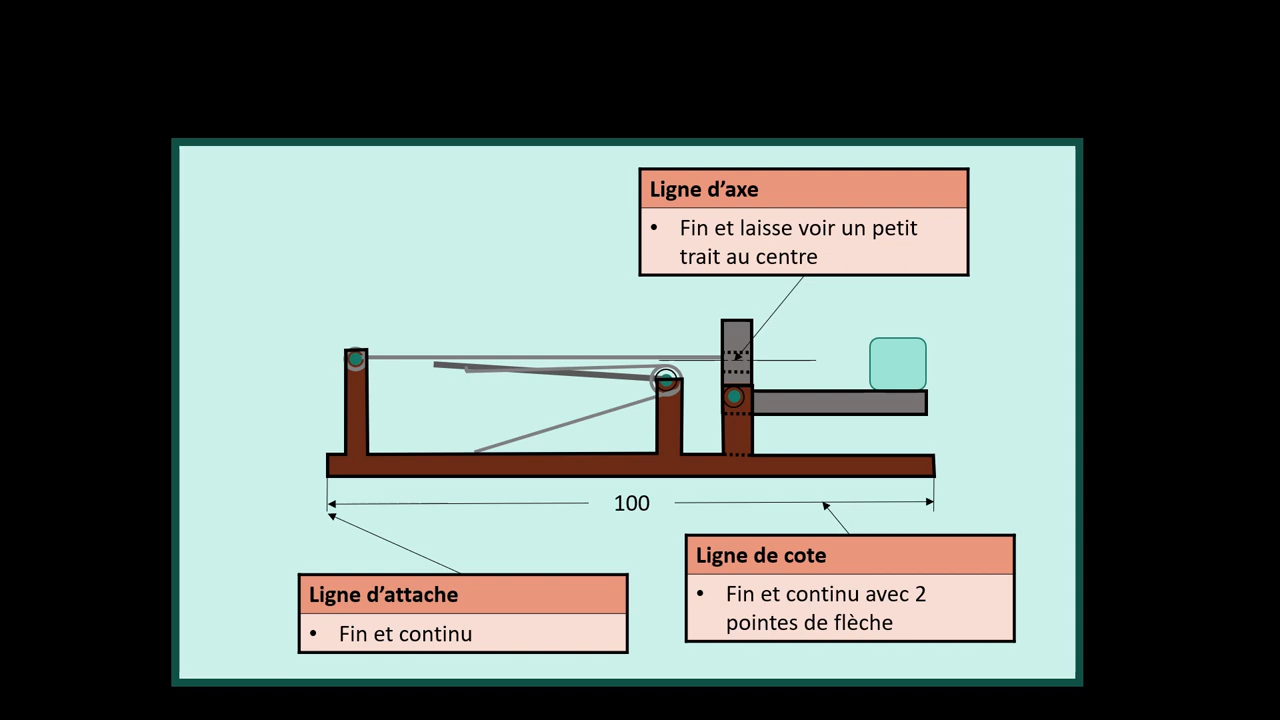 Ligne d’axe
• Fin et laisse voir un petit
trait au centre
100
Ligne de cote
• Fin et continu avec 2
pointes de flèche
Ligne d’attache
• Fin et continu